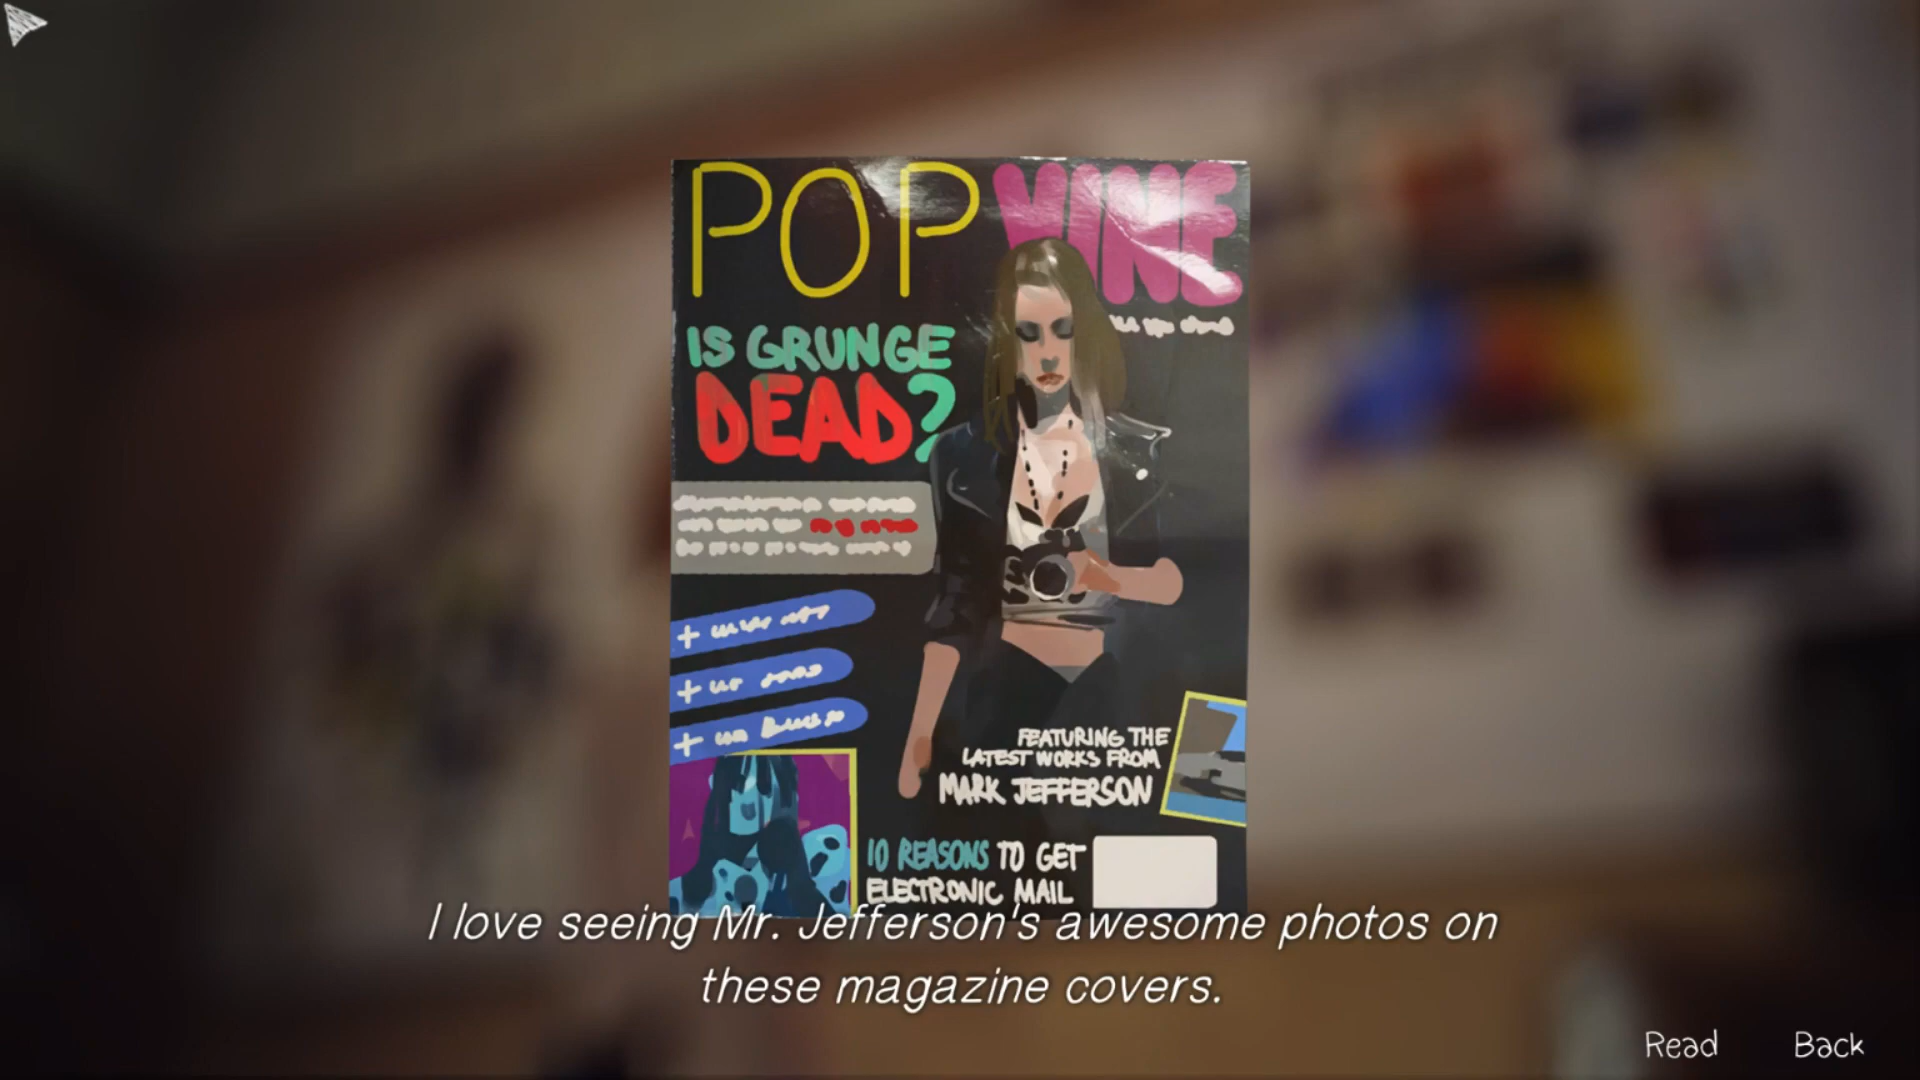 POP VINE
IS GRUNGE
DEAD?
FEATURING THE
LATEST WORKS FROM
MARK JEFFERSON
10 REASONS TO GET
ELECTRONIC MAIL
I love seeing Mr. Jefferson's awesome photos on
these magazine covers.
Read Back